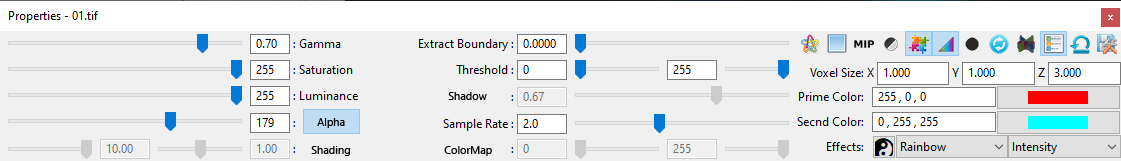 Properties - 01.tif x
0.70 : Gamma Extract Boundary : 0.0000 MIP
255 : Saturation Threshold : 0 255 Voxel Size: X 1.000 Y 1.000 Z 3.000
255 : Luminance Shadow : 0.67 Prime Color: 255 , 0 , 0
179 : Alpha Sample Rate : 2.0 Secnd Color: 0 , 255 , 255
10.00 1.00 : Shading ColorMap : 0 255 Effects: Rainbow Intensity